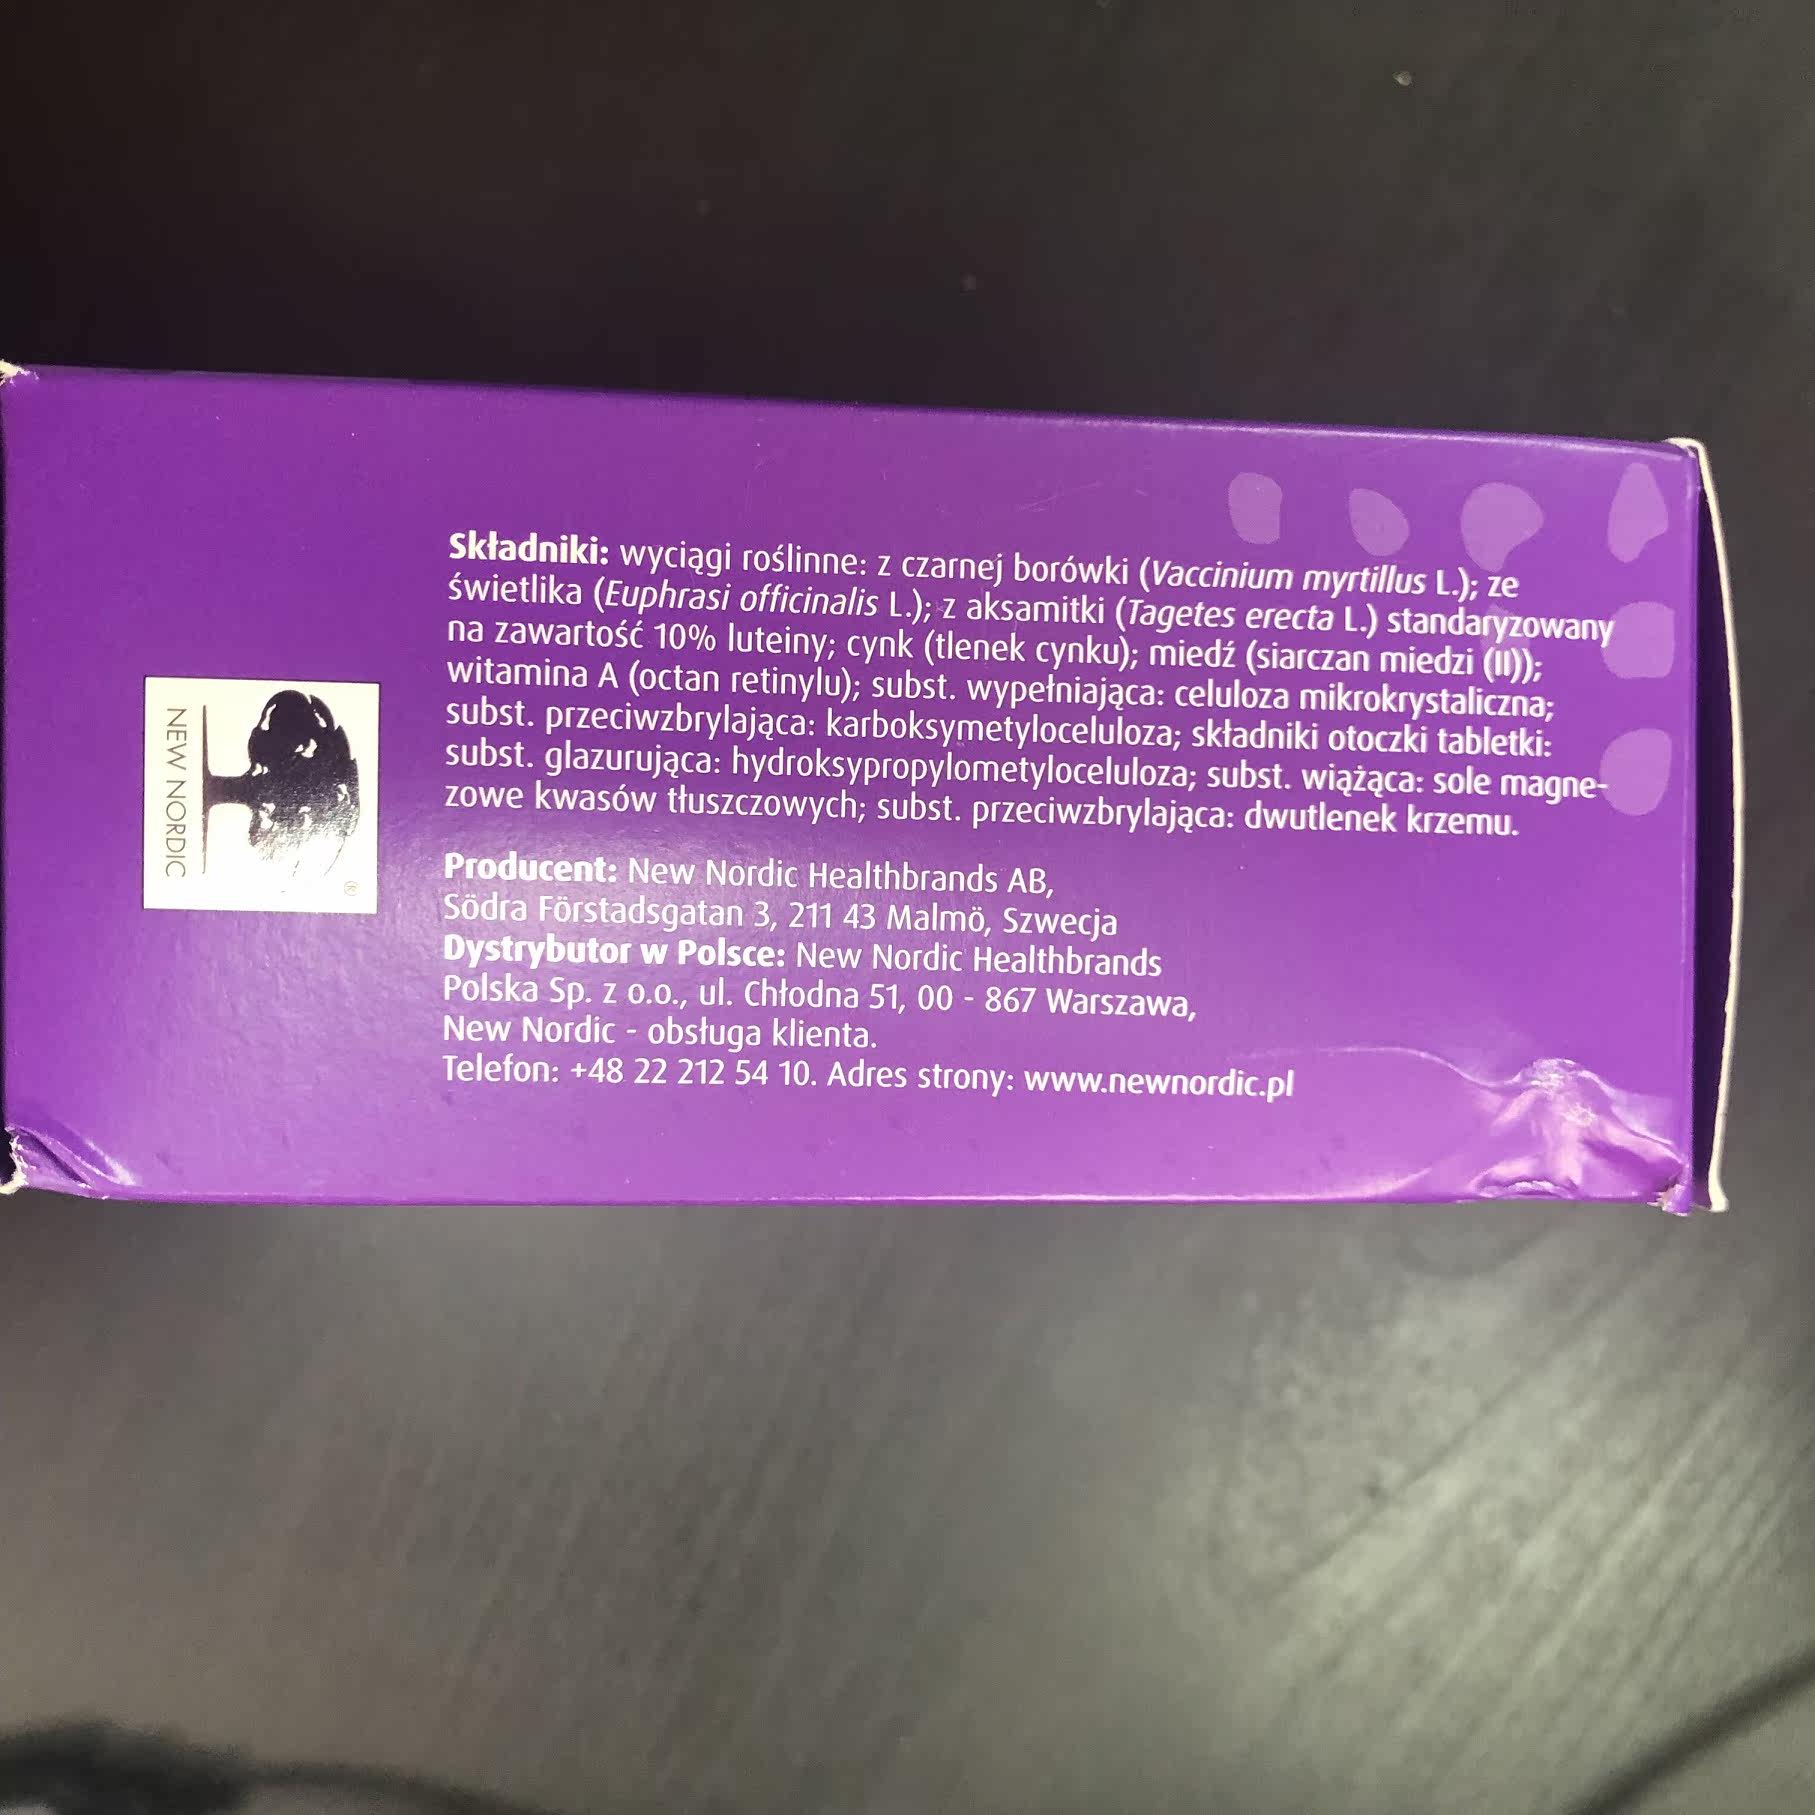 Składniki: wyciągi roślinne: z czarnej borówki (Vaccinium myrtillus L.); ze
świetlika (Euphrasi officinalis L.); z aksamitki (Tagetes erecta L.) standaryzowany
na zawartość 10% luteiny; cynk (tlenek cynku); miedź (siarczan miedzi (II));
witamina A (octan retinylu); subst. wypełniająca: celuloza mikrokrystaliczna;
subst. przeciwzbrylająca: karboksymetyloceluloza; składniki otoczki tabletki:
subst. glazurująca: hydroksypropylometyloceluloza; subst. wiążąca: sole magne-
zowe kwasów tłuszczowych; subst. przeciwzbrylająca: dwutlenek krzemu.
Producent: New Nordic Healthbrands AB,
Södra Förstadsgatan 3, 211 43 Malmö, Szwecja
Dystrybutor w Polsce: New Nordic Healthbrands
Polska Sp. z o.o., ul. Chłodna 51, 00 - 867 Warszawa,
New Nordic - obsługa klienta.
Telefon: +48 22 212 54 10. Adres strony: www.newnordic.pl
NEW NORDIC
®